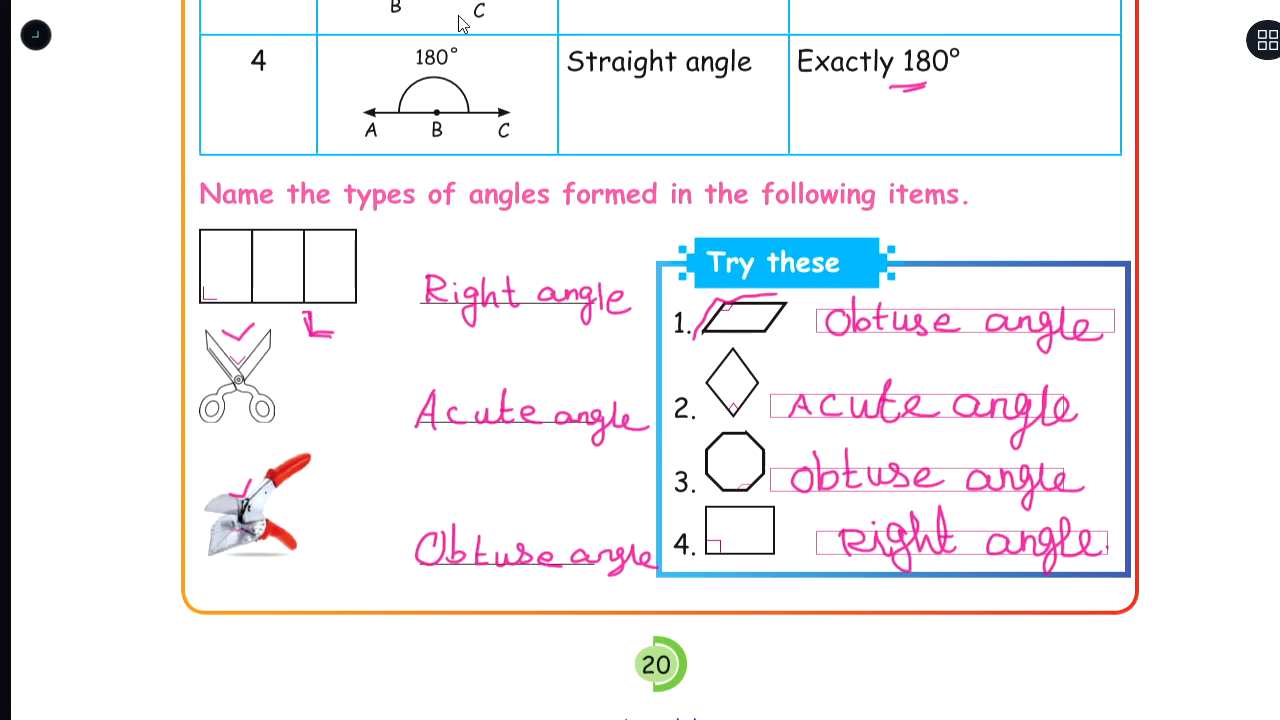 B C
4 180° Straight angle Exactly 180°
A B C
Name the types of angles formed in the following items.
Try these
Right angle
1. Obtuse angle
Acute angle
2. Acute angle
3. Obtuse angle
Obtuse angle
4. Right angle.
20